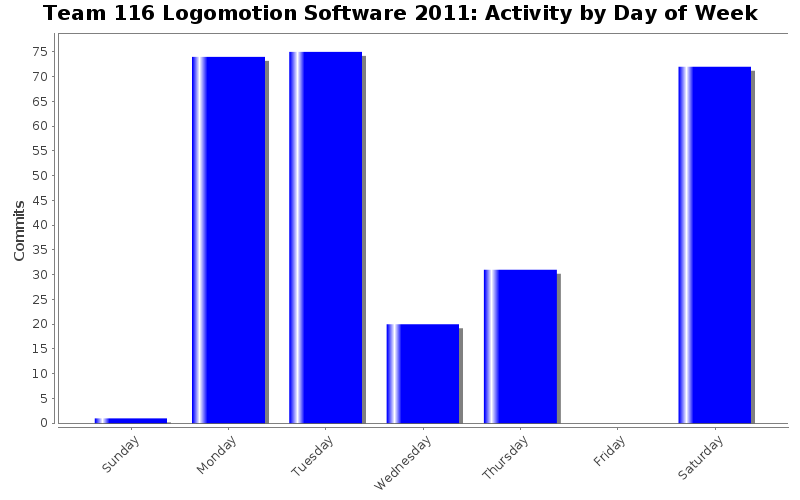 Team 116 Logomotion Software 2011: Activity by Day of Week
Commits
75
70
65
60
55
50
45
40
35
30
25
20
15
10
5
0
Sunday
Monday
Tuesday
Wednesday
Thursday
Friday
Saturday